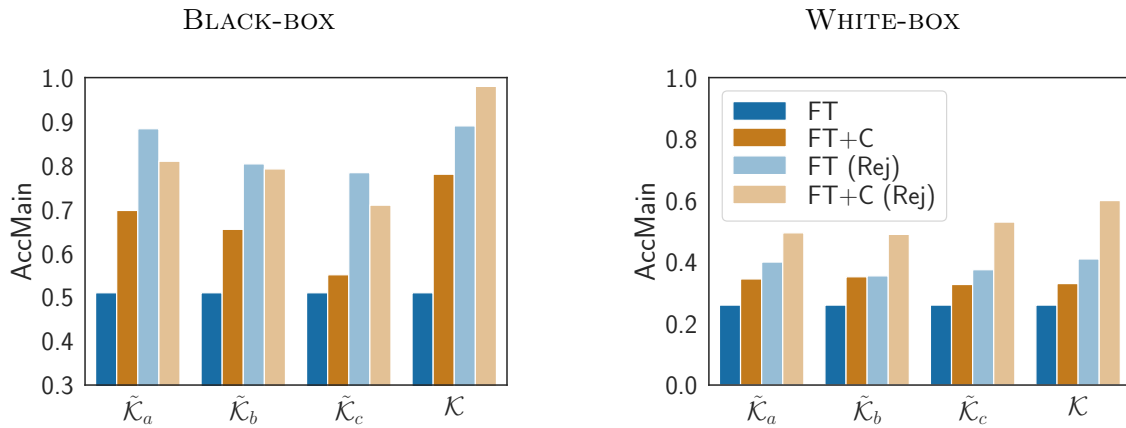 BLACK-BOX
1.0
0.9
0.8
0.7
0.6
0.5
0.4
0.3
AccMain
𝒦̃a
𝒦̃b
𝒦̃c
𝒦
WHITE-BOX
1.0
0.8
0.6
0.4
0.2
0.0
AccMain
FT
FT+C
FT (Rej)
FT+C (Rej)
𝒦̃a
𝒦̃b
𝒦̃c
𝒦